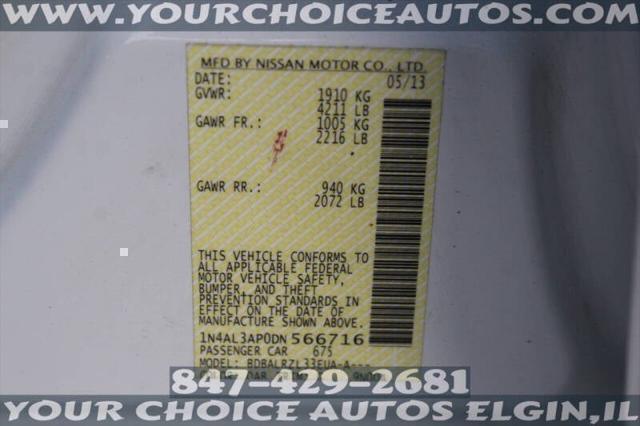 WWW.YOURCHOICEAUTOS.COM
MFD BY NISSAN MOTOR CO., LTD.
DATE: 05/13
GVWR: 1910 KG
4211 LB
GAWR FR.: 1005 KG
2216 LB
GAWR RR.: 940 KG
2072 LB
THIS VEHICLE CONFORMS TO
ALL APPLICABLE FEDERAL
MOTOR VEHICLE SAFETY,
BUMPER, AND THEFT
PREVENTION STANDARDS IN
EFFECT ON THE DATE OF
MANUFACTURE SHOWN ABOVE.
1N4AL3AP0DN566716
PASSENGER CAR 675
MODEL:
847-429-2681
YOUR CHOICE AUTOS ELGIN,IL